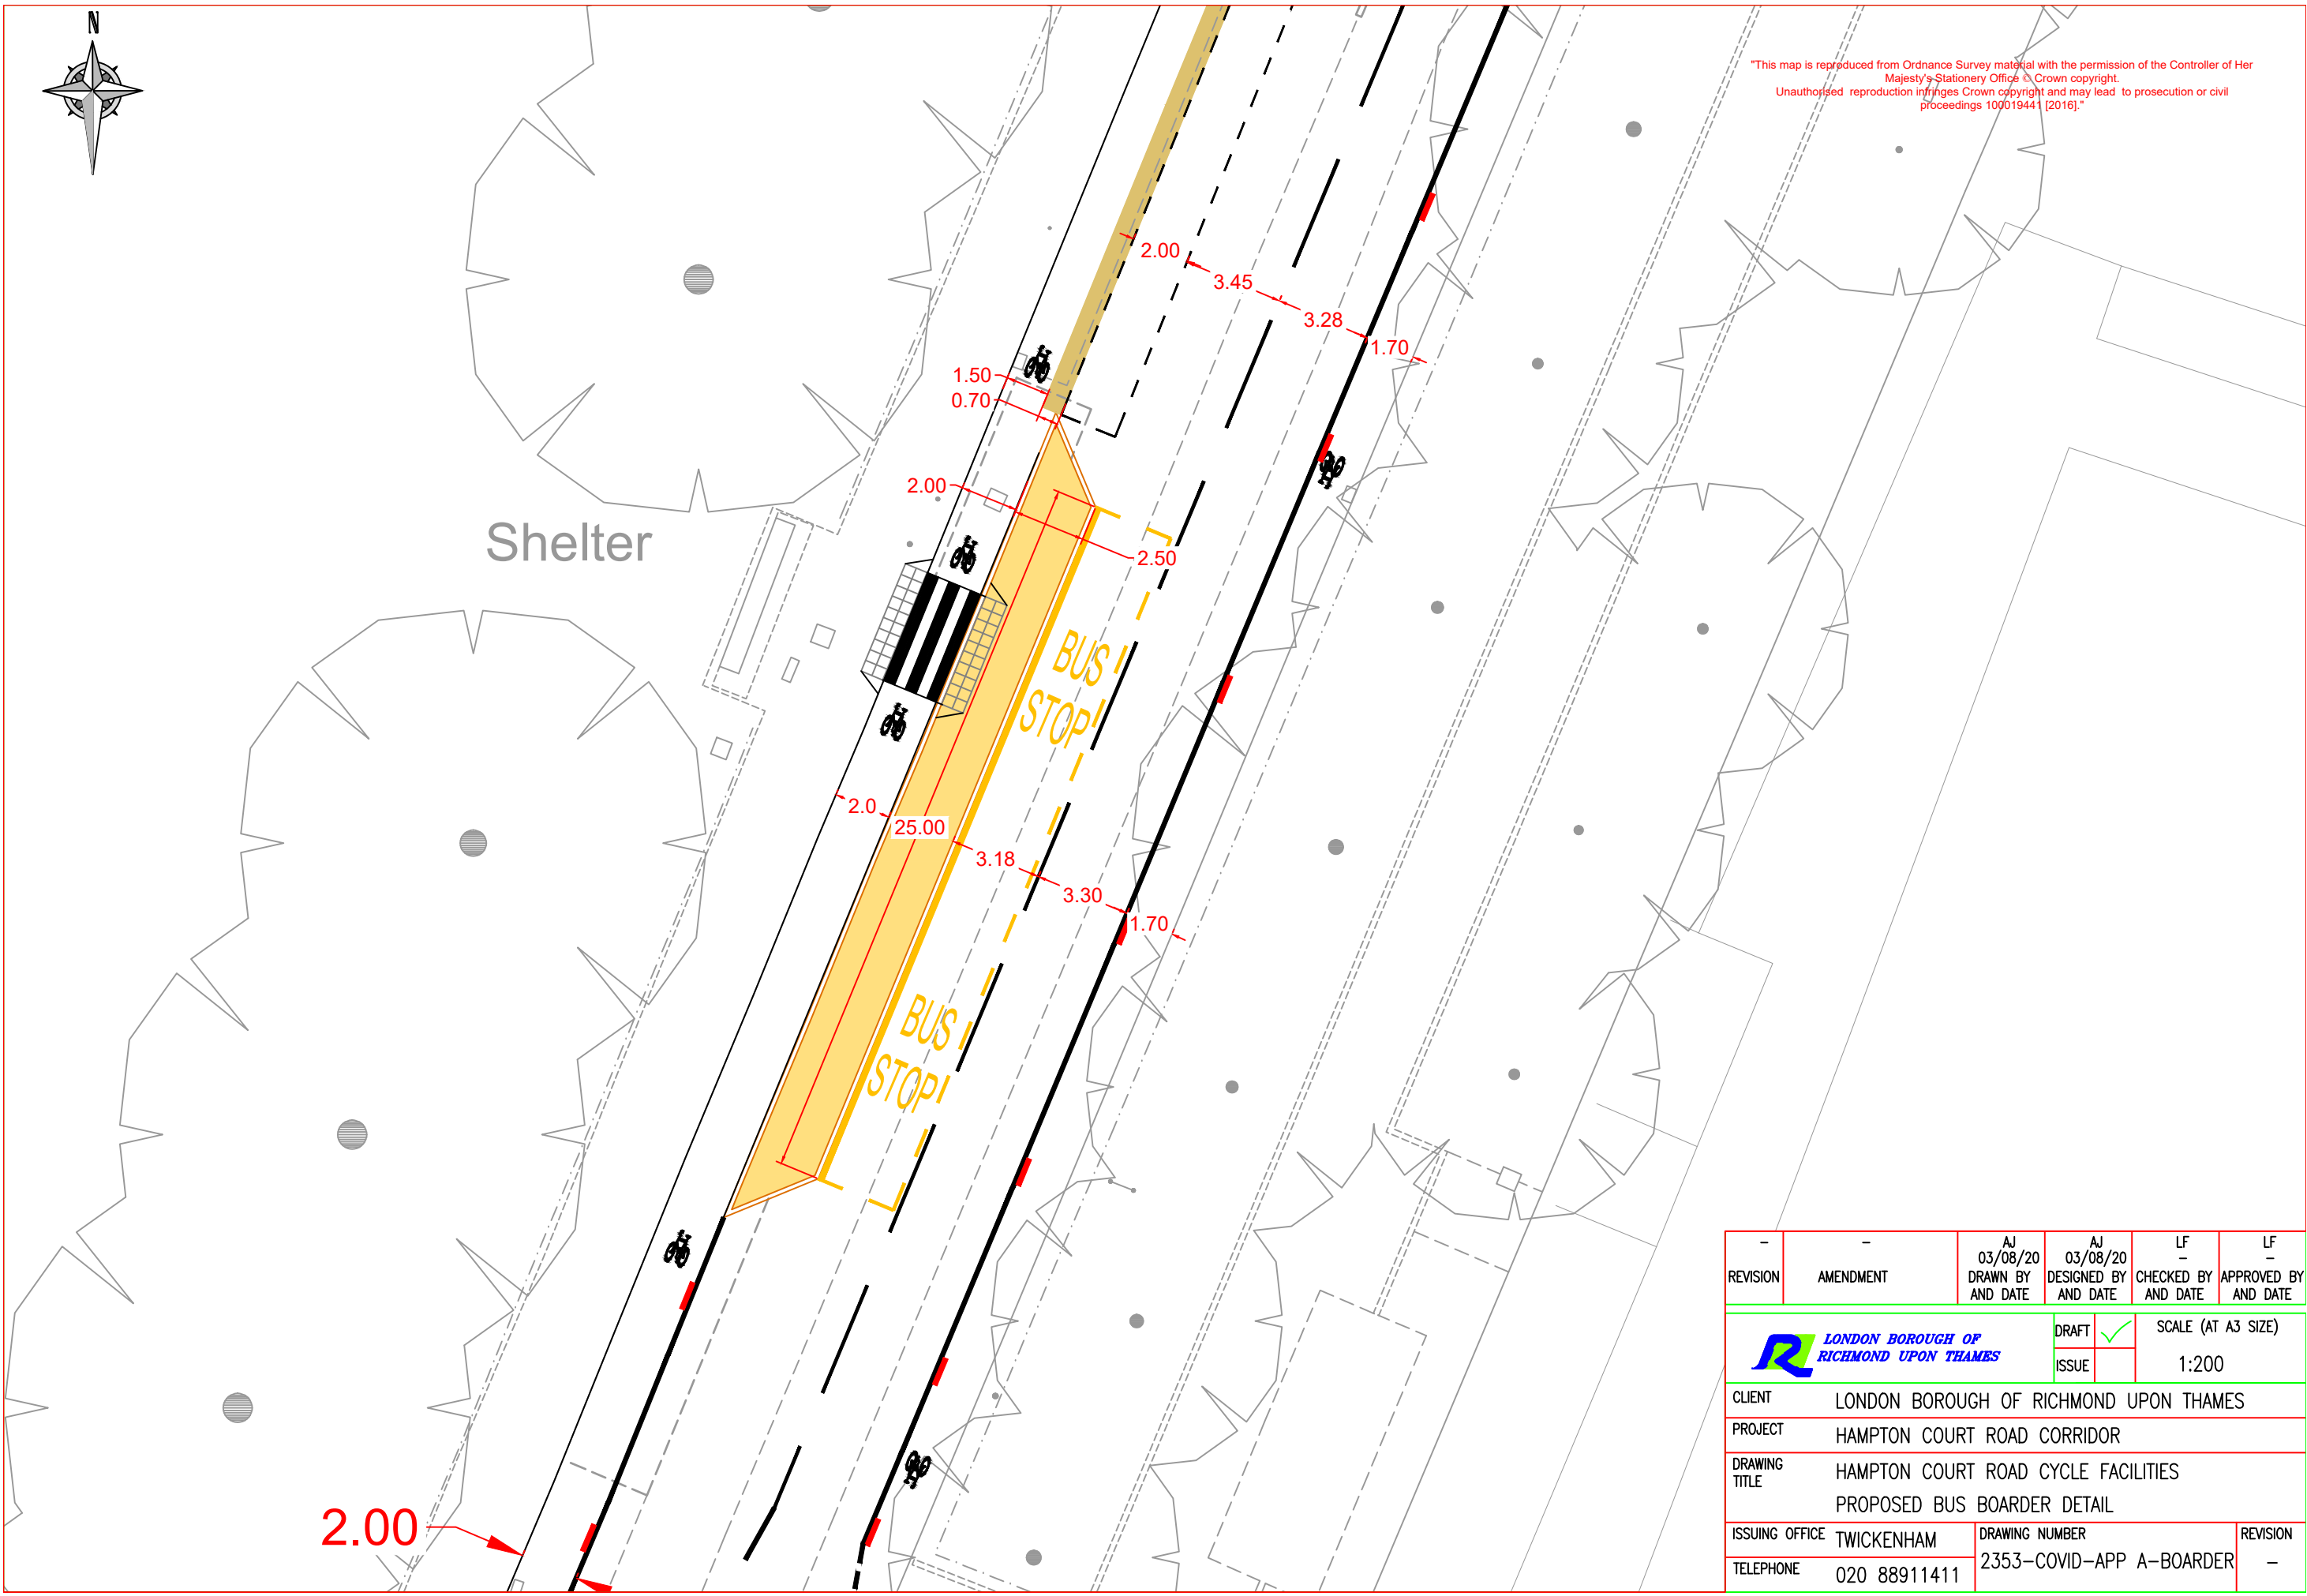 N
"This map is reproduced from Ordnance Survey material with the permission of the Controller of Her
Majesty's Stationery Office © Crown copyright.
Unauthorised reproduction infringes Crown copyright and may lead to prosecution or civil
proceedings 100019441 [2016]."
2.00
3.45
3.28
1.70
1.50
0.70
2.00
2.50
Shelter
BUS
STOP
2.0
25.00
3.18
3.30
1.70
BUS
STOP
2.00
- - AJ AJ LF LF
03/08/20 03/08/20 - -
REVISION AMENDMENT DRAWN BY DESIGNED BY CHECKED BY APPROVED BY
AND DATE AND DATE AND DATE AND DATE
LONDON BOROUGH OF
RICHMOND UPON THAMES
DRAFT SCALE (AT A3 SIZE)
ISSUE 1:200
CLIENT LONDON BOROUGH OF RICHMOND UPON THAMES
PROJECT HAMPTON COURT ROAD CORRIDOR
DRAWING TITLE HAMPTON COURT ROAD CYCLE FACILITIES
PROPOSED BUS BOARDER DETAIL
ISSUING OFFICE TWICKENHAM DRAWING NUMBER REVISION
2353-COVID-APP A-BOARDER -
TELEPHONE 020 88911411